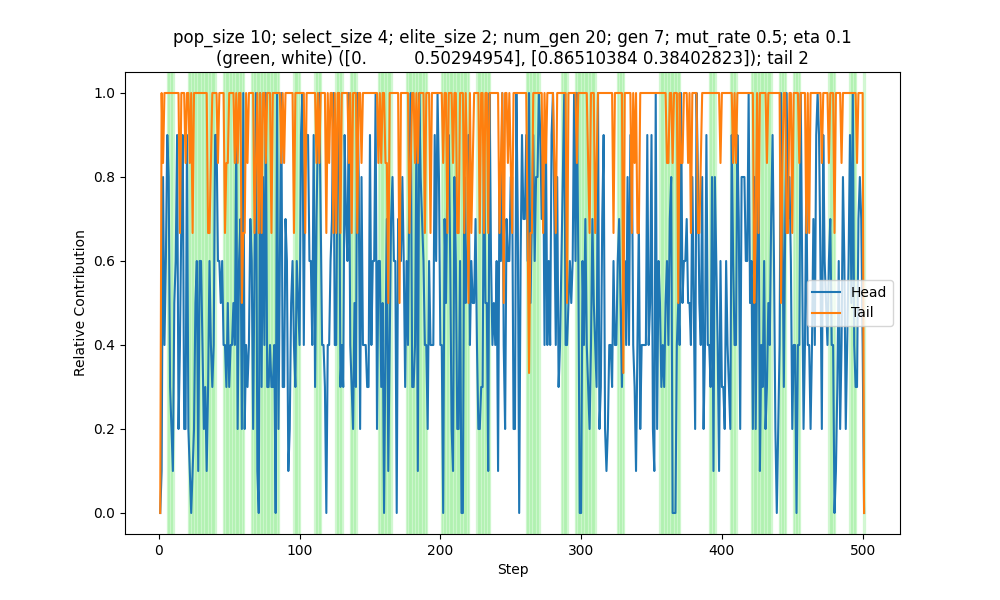 pop_size 10; select_size 4; elite_size 2; num_gen 20; gen 7; mut_rate 0.5; eta 0.1
(green, white) ([0.          0.50294954], [0.86510384 0.38402823]); tail 2
1.0
0.8
0.6
0.4
0.2
0.0
Relative Contribution
Head
Tail
0
100
200
300
400
500
Step